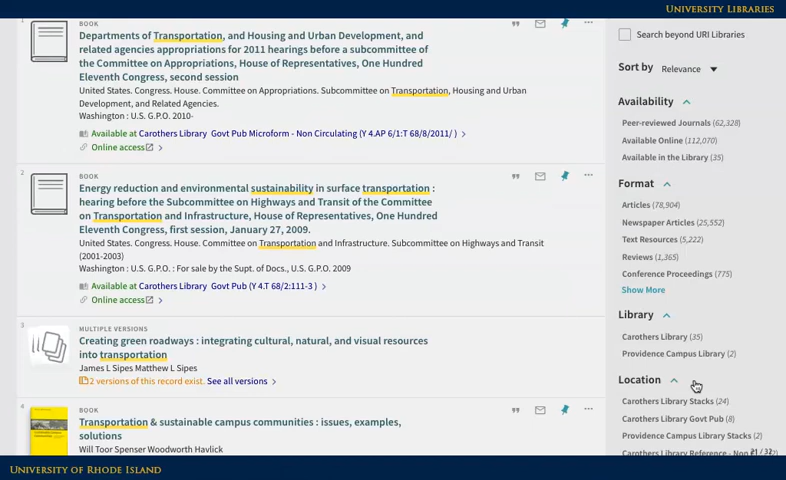 UNIVERSITY LIBRARIES
1
BOOK
Departments of Transportation, and Housing and Urban Development, and
related agencies appropriations for 2011 hearings before a subcommittee of
the Committee on Appropriations, House of Representatives, One Hundred
Eleventh Congress, second session
United States. Congress. House. Committee on Appropriations. Subcommittee on Transportation, Housing and Urban
Development, and Related Agencies.
Washington : U.S. G.P.O. 2010-
Available at Carothers Library Govt Pub Microform - Non Circulating (Y 4.AP 6/1:T 68/8/2011/ )
Online access
2
BOOK
Energy reduction and environmental sustainability in surface transportation :
hearing before the Subcommittee on Highways and Transit of the Committee
on Transportation and Infrastructure, House of Representatives, One Hundred
Eleventh Congress, first session, January 27, 2009.
United States. Congress. House. Committee on Transportation and Infrastructure. Subcommittee on Highways and Transit
(2001-2003)
Washington : U.S. G.P.O. : For sale by the Supt. of Docs., U.S. G.P.O. 2009
Available at Carothers Library Govt Pub (Y 4.T 68/2:111-3 )
Online access
3
MULTIPLE VERSIONS
Creating green roadways : integrating cultural, natural, and visual resources
into transportation
James L Sipes Matthew L Sipes
2 versions of this record exist. See all versions
4
BOOK
Transportation & sustainable campus communities : issues, examples,
solutions
Will Toor Spenser Woodworth Havlick
Search beyond URI Libraries
Sort by Relevance
Availability
Peer-reviewed Journals (62,328)
Available Online (112,070)
Available in the Library (35)
Format
Articles (78,904)
Newspaper Articles (25,552)
Text Resources (5,222)
Reviews (1,365)
Conference Proceedings (775)
Show More
Library
Carothers Library (35)
Providence Campus Library (2)
Location
Carothers Library Stacks (24)
Carothers Library Govt Pub (8)
Providence Campus Library Stacks (2)
Carothers Library Reference - Non
UNIVERSITY OF RHODE ISLAND